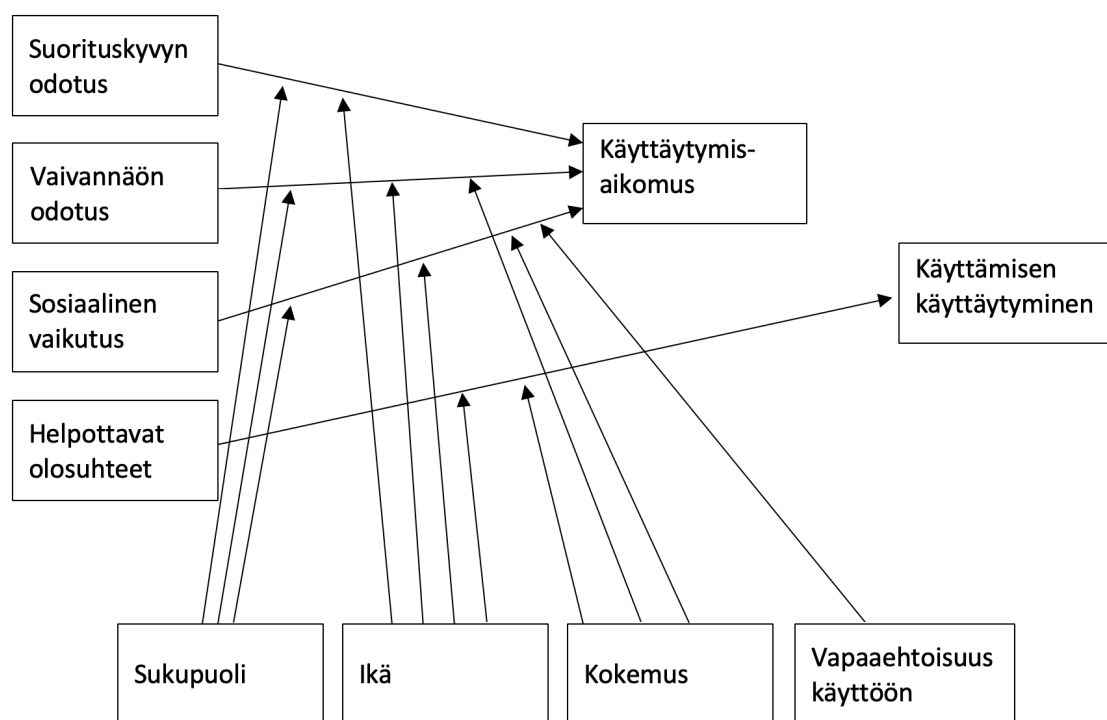 Suorituskyvyn
odotus
Vaivannäön
odotus
Sosiaalinen
vaikutus
Helpottavat
olosuhteet
Käyttäytymis-
aikomus
Käyttämisen
käyttäytyminen
Sukupuoli
Ikä
Kokemus
Vapaaehtoisuus
käyttöön